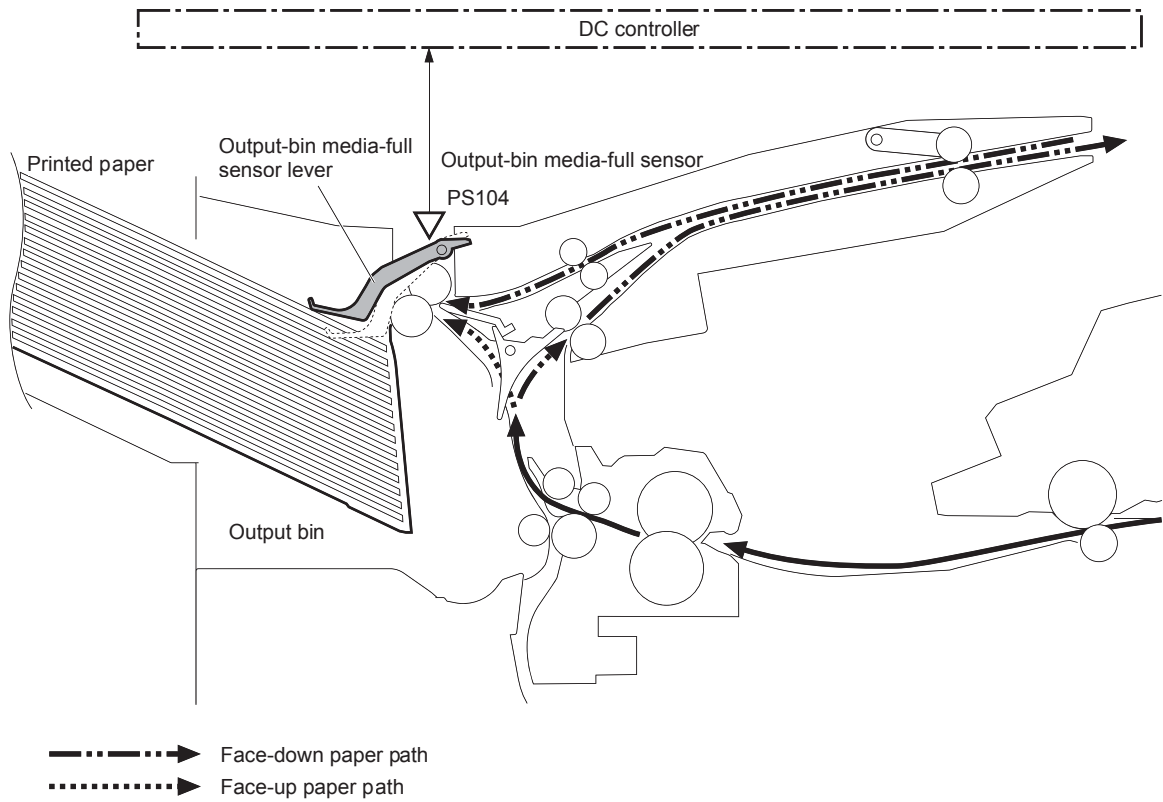 DC controller
Output-bin media-full
sensor lever
Printed paper
Output-bin media-full sensor
PS104
Output bin
Face-down paper path
Face-up paper path